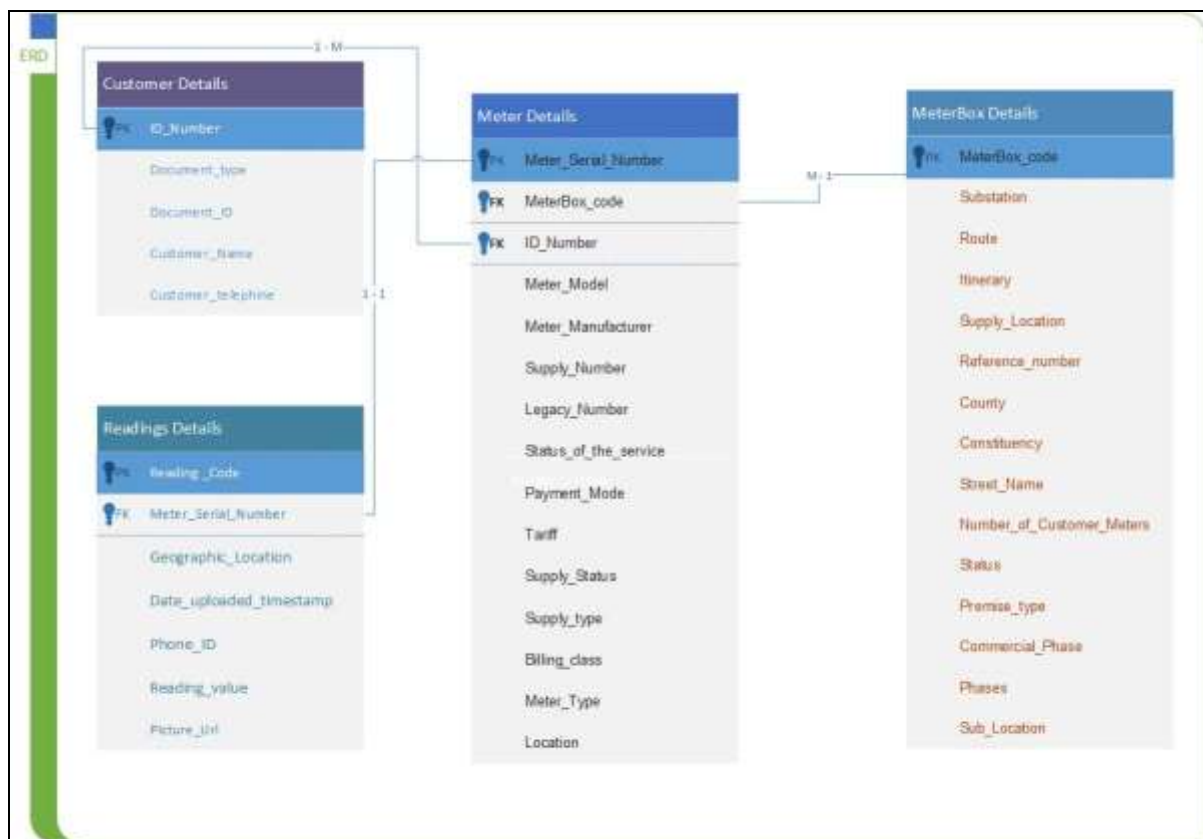 ERD
1 - M
Customer Details
PK ID_Number
Document_type
Document_ID
Customer_Name
Customer_telephine
1 - 1
Readings Details
PK Reading_Code
FK Meter_Serial_Number
Geographic_Location
Date_uploaded_timestamp
Phone_ID
Reading_value
Picture_Url
Meter Details
PK Meter_Serial_Number
FK MeterBox_code
FK ID_Number
Meter_Model
Meter_Manufacturer
Supply_Number
Legacy_Number
Status_of_the_service
Payment_Mode
Tariff
Supply_Status
Supply_type
Billing_class
Meter_Type
Location
M - 1
MeterBox Details
PK MeterBox_code
Substation
Route
Itinerary
Supply_Location
Reference_number
County
Constituency
Street_Name
Number_of_Customer_Meters
Status
Premise_type
Commercial_Phase
Phases
Sub_Location